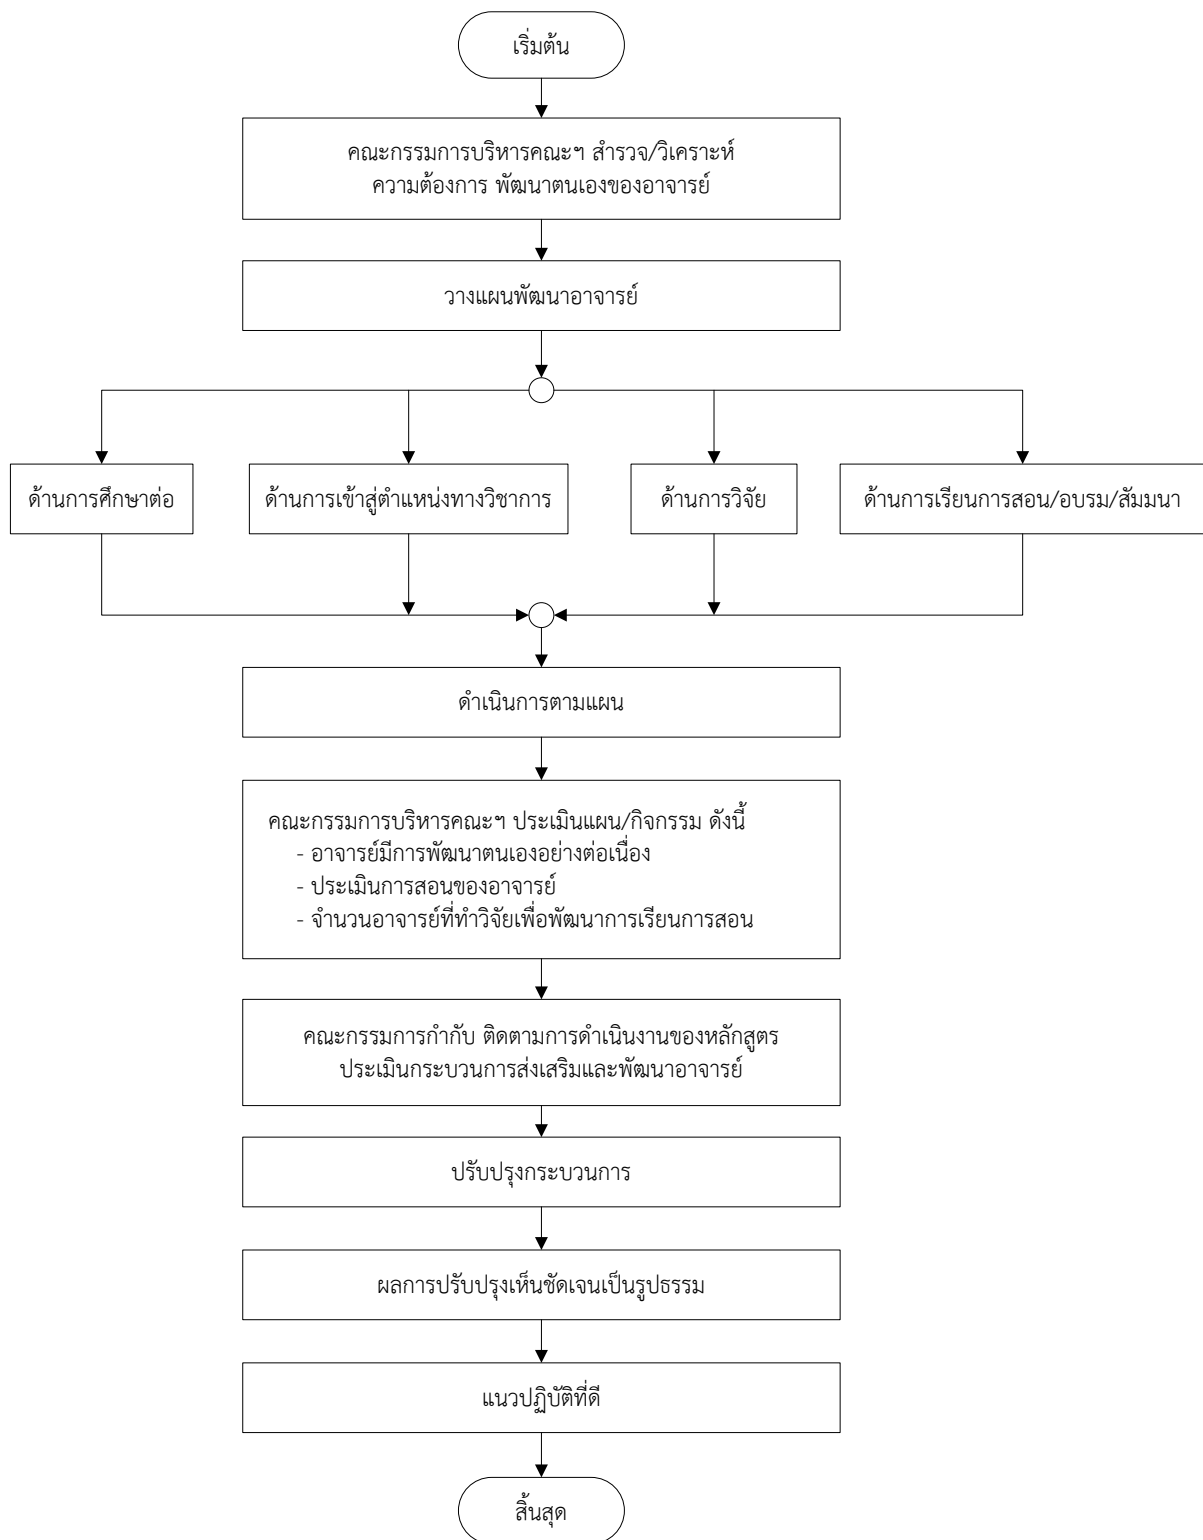 เริ่มต้น
คณะกรรมการบริหารคณะฯ สำรวจ/วิเคราะห์
ความต้องการ พัฒนาตนเองของอาจารย์
วางแผนพัฒนาอาจารย์
ด้านการศึกษาต่อ
ด้านการเข้าสู่ตำแหน่งทางวิชาการ
ด้านการวิจัย
ด้านการเรียนการสอน/อบรม/สัมมนา
ดำเนินการตามแผน
คณะกรรมการบริหารคณะฯ ประเมินแผน/กิจกรรม ดังนี้
- อาจารย์มีการพัฒนาตนเองอย่างต่อเนื่อง
- ประเมินการสอนของอาจารย์
- จำนวนอาจารย์ที่ทำวิจัยเพื่อพัฒนาการเรียนการสอน
คณะกรรมการกำกับ ติดตามการดำเนินงานของหลักสูตร
ประเมินกระบวนการส่งเสริมและพัฒนาอาจารย์
ปรับปรุงกระบวนการ
ผลการปรับปรุงเห็นชัดเจนเป็นรูปธรรม
แนวปฏิบัติที่ดี
สิ้นสุด